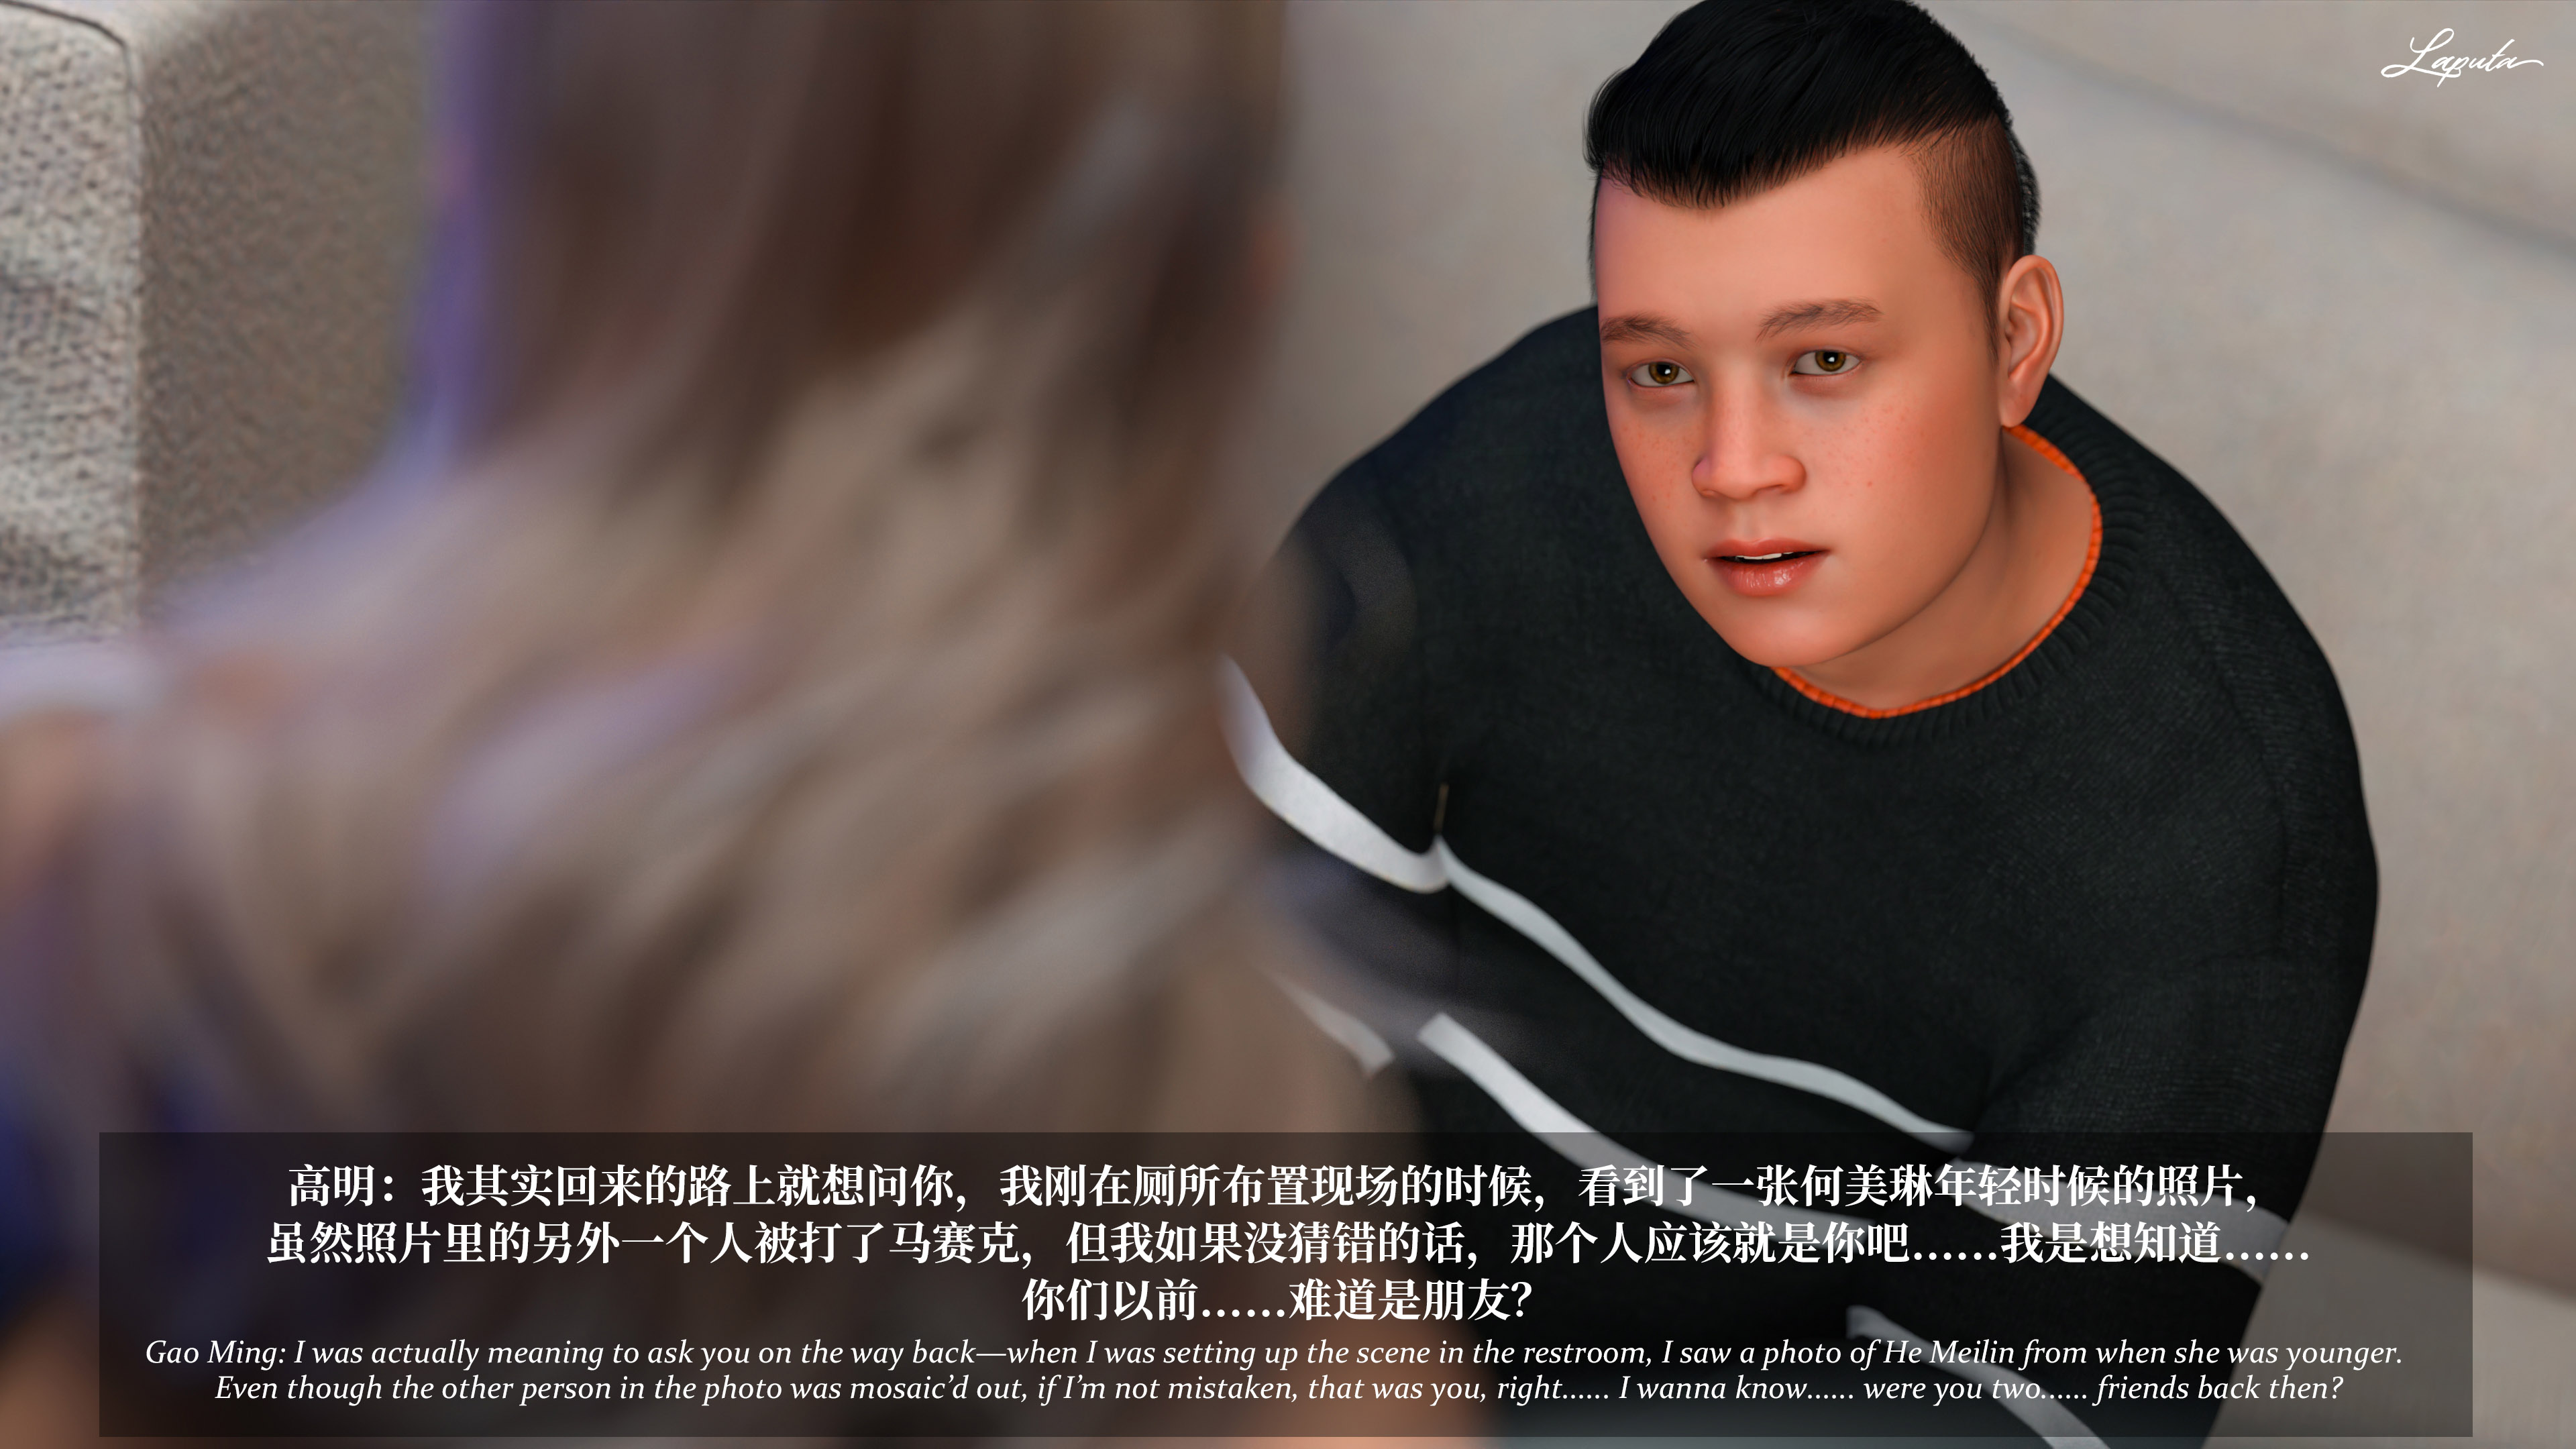 Laputa
高明：我其实回来的路上就想问你，我刚在厕所布置现场的时候，看到了一张何美琳年轻时候的照片，
虽然照片里的另外一个人被打了马赛克，但我如果没猜错的话，那个人应该就是你吧……我是想知道……
你们以前……难道是朋友？
Gao Ming: I was actually meaning to ask you on the way back—when I was setting up the scene in the restroom, I saw a photo of He Meilin from when she was younger.
Even though the other person in the photo was mosaic’d out, if I’m not mistaken, that was you, right...... I wanna know...... were you two...... friends back then?